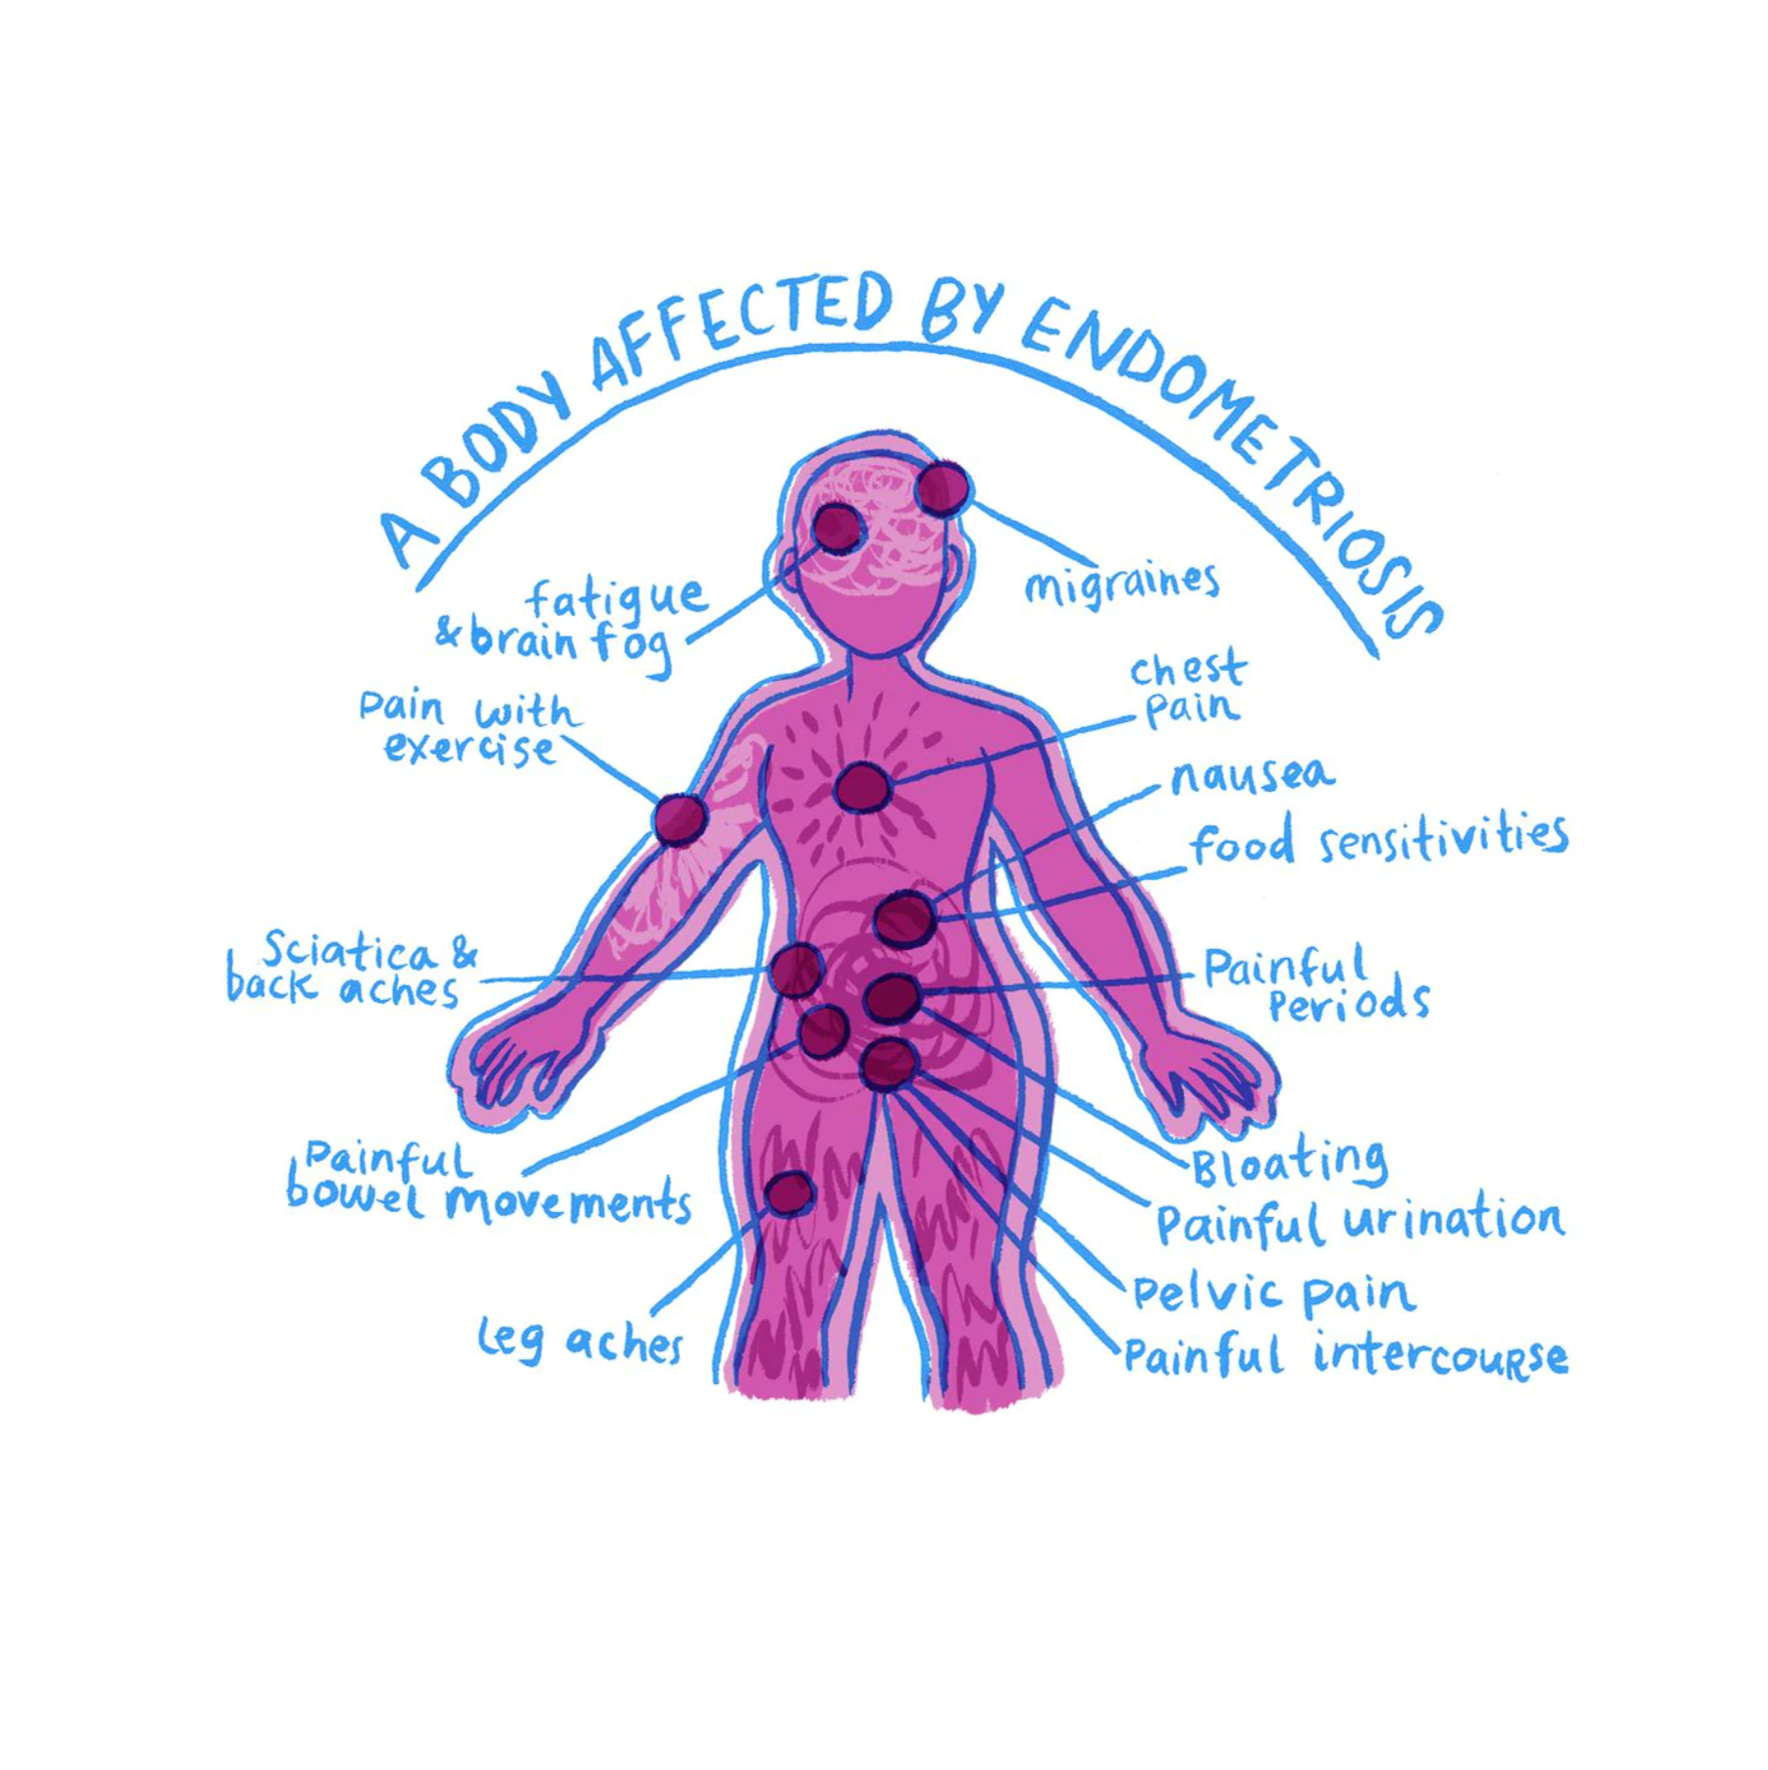 A BODY AFFECTED BY ENDOMETRIOSIS
fatigue
& brain fog
migraines
Pain with
exercise
chest
pain
nausea
food sensitivities
Sciatica &
back aches
Painful
Periods
Painful
bowel movements
Bloating
Painful urination
Pelvic pain
Painful intercourse
leg aches